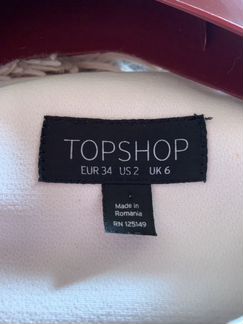 TOPSHOP
EUR 34 US 2 UK 6
Made in
Romania
RN 125149